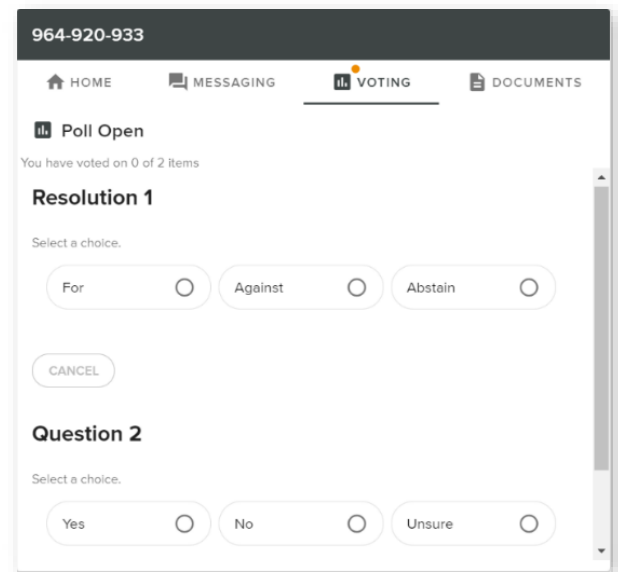 964-920-933
HOME MESSAGING VOTING DOCUMENTS
Poll Open
You have voted on 0 of 2 items
Resolution 1
Select a choice.
For Against Abstain
CANCEL
Question 2
Select a choice.
Yes No Unsure